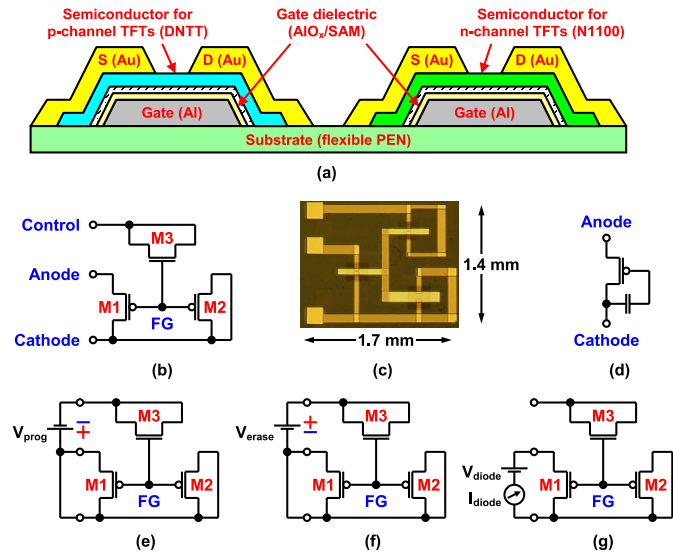 Semiconductor for
p-channel TFTs (DNTT)
Gate dielectric
(AlOx/SAM)
Semiconductor for
n-channel TFTs (N1100)
S (Au)
D (Au)
S (Au)
D (Au)
Gate (Al)
Gate (Al)
Substrate (flexible PEN)
(a)
Control
M3
Anode
M1
M2
FG
Cathode
(b)
1.4 mm
1.7 mm
(c)
Anode
Cathode
(d)
Vprog
− +
M3
M1
M2
FG
(e)
Verase
+ −
M3
M1
M2
FG
(f)
M3
Vdiode
Idiode
M1
M2
FG
(g)